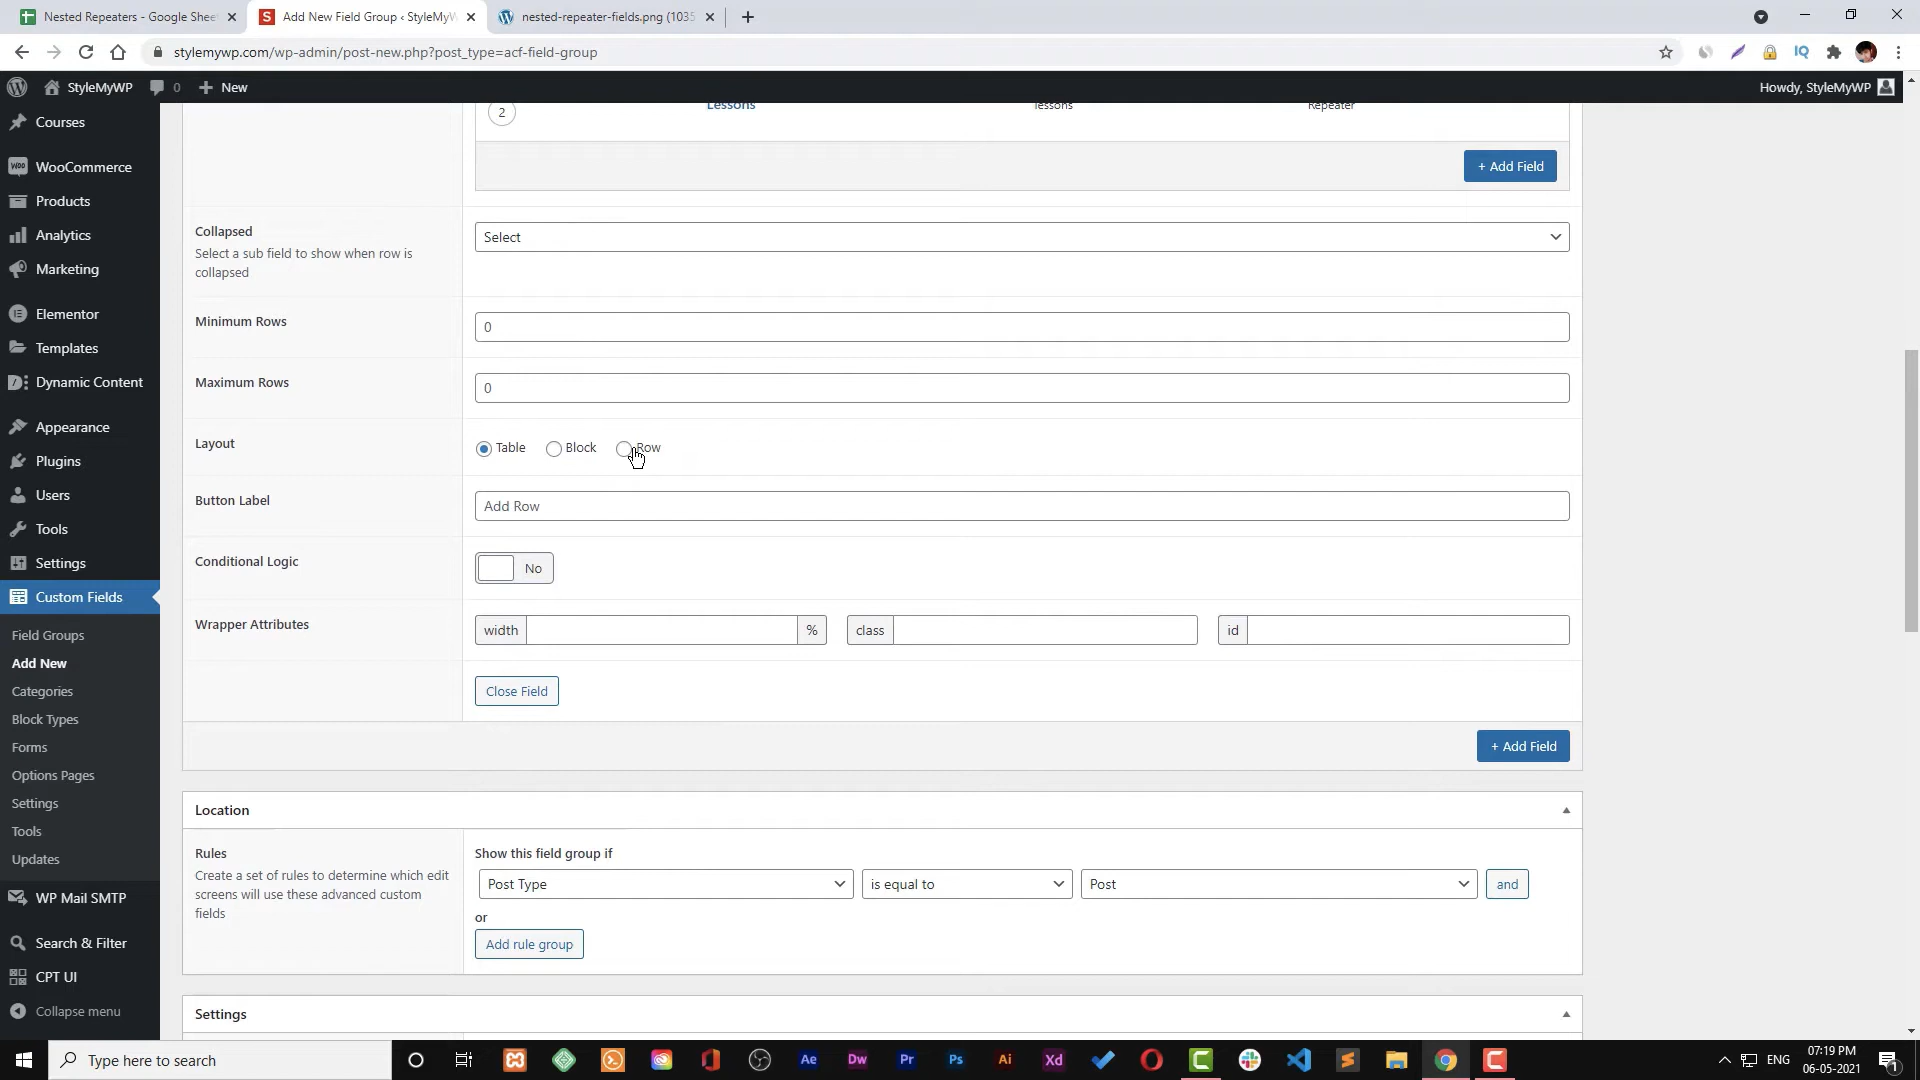 Nested Repeaters - Google Shee
Add New Field Group ‹ StyleMyW
nested-repeater-fields.png (1035
stylemywp.com/wp-admin/post-new.php?post_type=acf-field-group
StyleMyWP
0
New
Howdy, StyleMyWP
Courses
WooCommerce
Products
Analytics
Marketing
Elementor
Templates
Dynamic Content
Appearance
Plugins
Users
Tools
Settings
Custom Fields
Field Groups
Add New
Categories
Block Types
Forms
Options Pages
Settings
Tools
Updates
WP Mail SMTP
Search & Filter
CPT UI
Collapse menu
2
Lessons
lessons
Repeater
+ Add Field
Collapsed
Select a sub field to show when row is
collapsed
Select
Minimum Rows
0
Maximum Rows
0
Layout
Table
Block
Row
Button Label
Add Row
Conditional Logic
No
Wrapper Attributes
width
%
class
id
Close Field
+ Add Field
Location
Rules
Create a set of rules to determine which edit
screens will use these advanced custom
fields
Show this field group if
Post Type
is equal to
Post
and
or
Add rule group
Settings
Type here to search
Ae
Dw
Pr
Ps
Ai
Xd
ENG
07:19 PM
06-05-2021
1